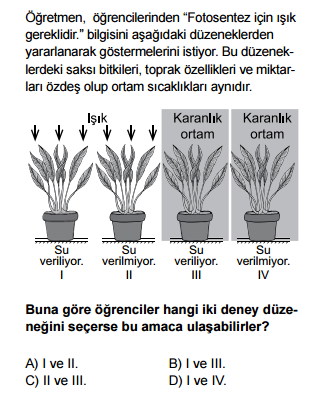 Öğretmen, öğrencilerinden “Fotosentez için ışık
gereklidir.” bilgisini aşağıdaki düzeneklerden
yararlanarak göstermelerini istiyor. Bu düzenek-
lerdeki saksı bitkileri, toprak özellikleri ve miktar-
ları özdeş olup ortam sıcaklıkları aynıdır.
Işık
Karanlık
ortam
Karanlık
ortam
Su
veriliyor.
I
Su
verilmiyor.
II
Su
veriliyor.
III
Su
verilmiyor.
IV
Buna göre öğrenciler hangi iki deney düze-
neğini seçerse bu amaca ulaşabilirler?
A) I ve II.
B) I ve III.
C) II ve III.
D) I ve IV.